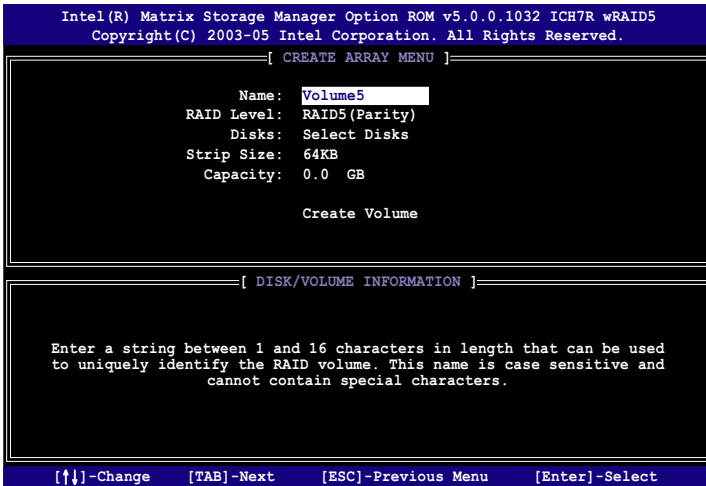 Intel(R) Matrix Storage Manager Option ROM v5.0.0.1032 ICH7R wRAID5
Copyright(C) 2003-05 Intel Corporation. All Rights Reserved.
[ CREATE ARRAY MENU ]
Name: Volume5
RAID Level: RAID5(Parity)
Disks: Select Disks
Strip Size: 64KB
Capacity: 0.0 GB
Create Volume
[ DISK/VOLUME INFORMATION ]
Enter a string between 1 and 16 characters in length that can be used
to uniquely identify the RAID volume. This name is case sensitive and
cannot contain special characters.
[↑↓]-Change [TAB]-Next [ESC]-Previous Menu [Enter]-Select